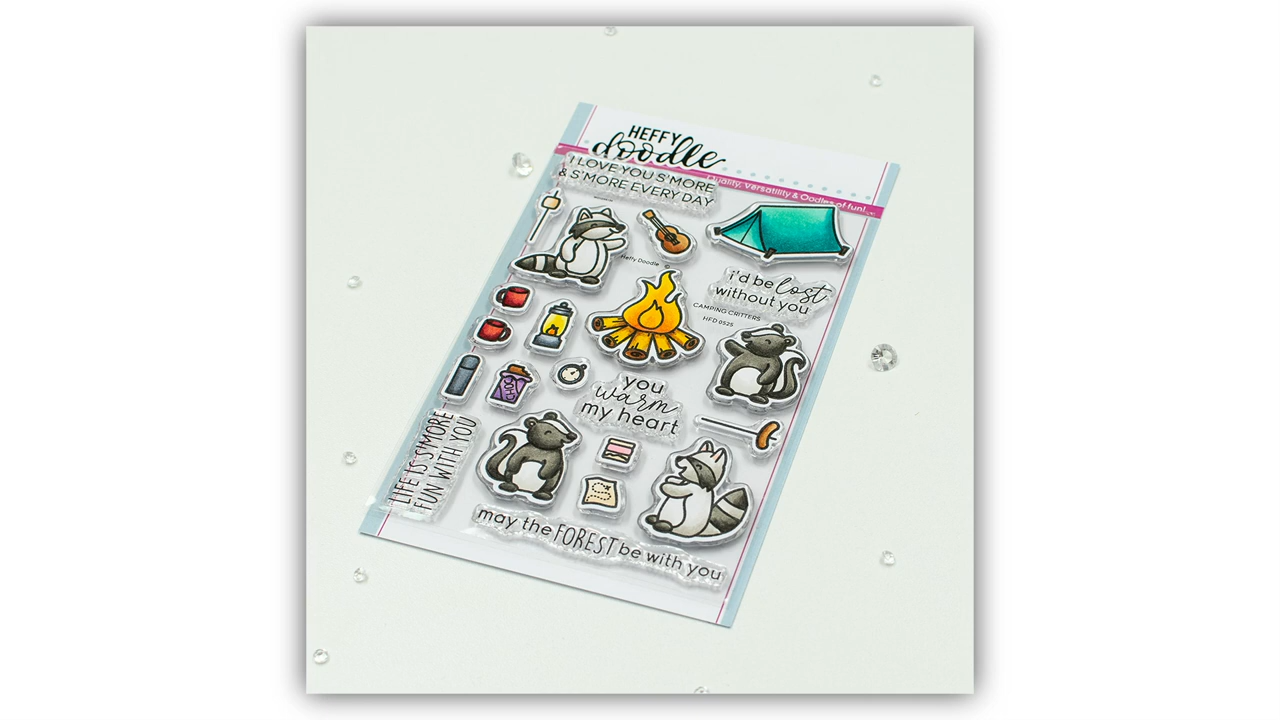 HEFFY
doodle
Quality, Versatility & Oodles of fun!
I LOVE YOU S'MORE
& S'MORE EVERY DAY
Heffy Doodle ©
i'd be lost
without you
CAMPING CRITTERS
HFD 0525
you
warm
my heart
LIFE IS S'MORE
FUN WITH YOU
may the FOREST be with you